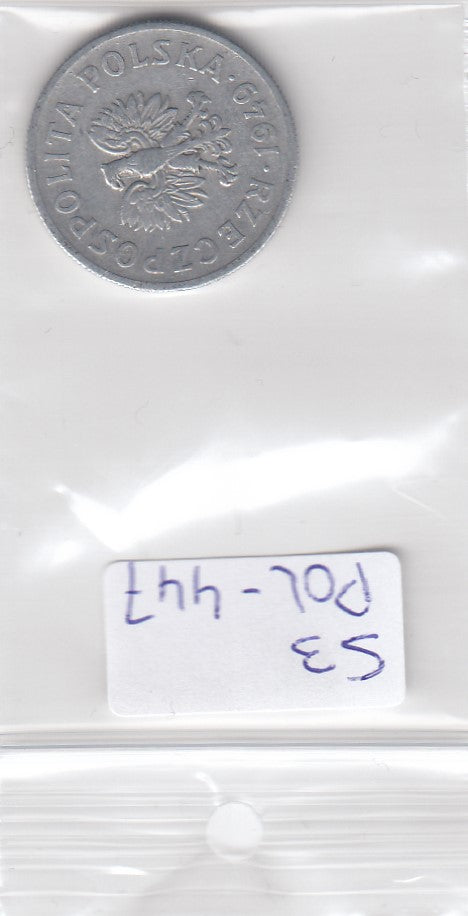 RZECZPOSPOLITA POLSKA · 1949 ·
S3
POL-447